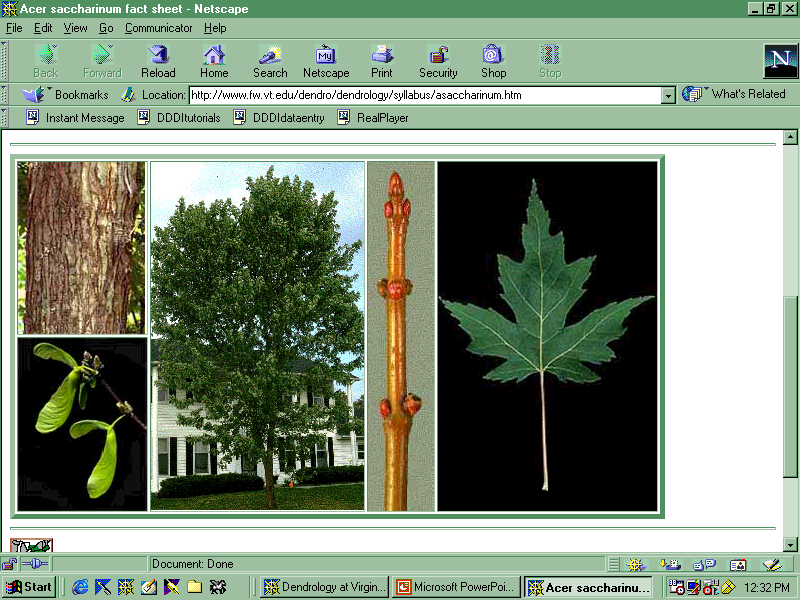 Acer saccharinum fact sheet - Netscape
File Edit View Go Communicator Help
Back Forward Reload Home Search Netscape Print Security Shop Stop
My
N
Bookmarks Location: http://www.fw.vt.edu/dendro/dendrology/syllabus/asaccharinum.htm What's Related
Instant Message DDDItutorials DDDIdataentry RealPlayer
Document: Done
Start Dendrology at Virgin... Microsoft PowerPoi... Acer saccharinu... 12:32 PM